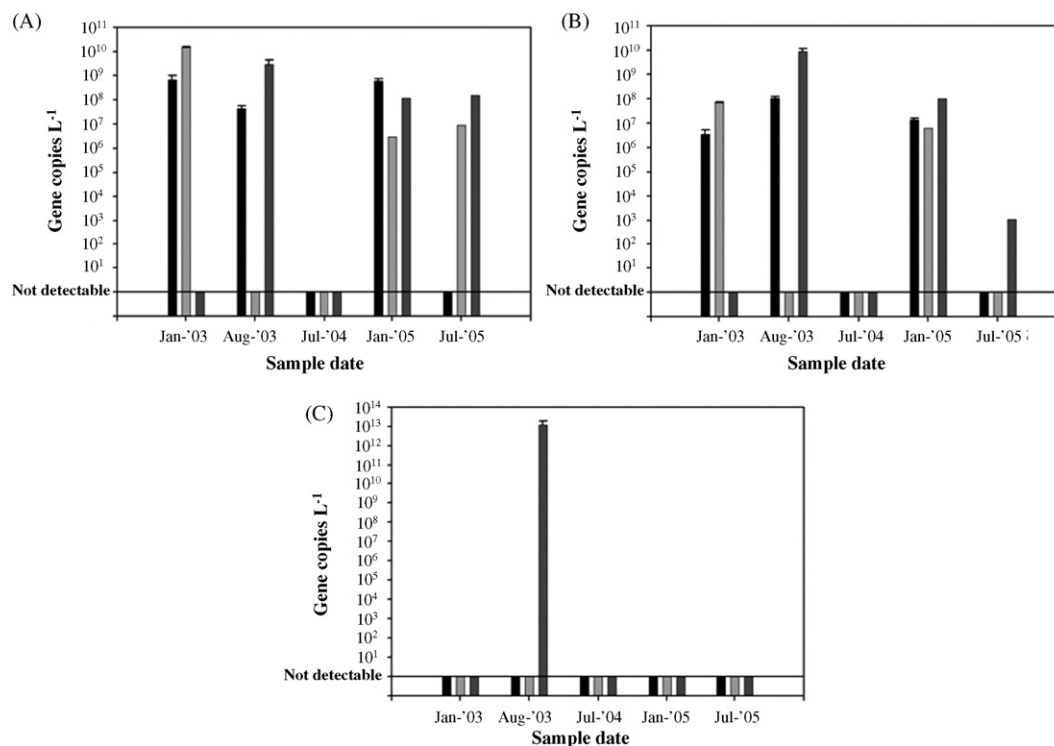 (A)
Gene copies L⁻¹
10¹¹
10¹⁰
10⁹
10⁸
10⁷
10⁶
10⁵
10⁴
10³
10²
10¹
Not detectable
Jan-'03 Aug-'03 Jul-'04 Jan-'05 Jul-'05
Sample date
(B)
Gene copies L⁻¹
10¹¹
10¹⁰
10⁹
10⁸
10⁷
10⁶
10⁵
10⁴
10³
10²
10¹
Not detectable
Jan-'03 Aug-'03 Jul-'04 Jan-'05 Jul-'05
Sample date
(C)
Gene copies L⁻¹
10¹⁴
10¹³
10¹²
10¹¹
10¹⁰
10⁹
10⁸
10⁷
10⁶
10⁵
10⁴
10³
10²
10¹
Not detectable
Jan-'03 Aug-'03 Jul-'04 Jan-'05 Jul-'05
Sample date